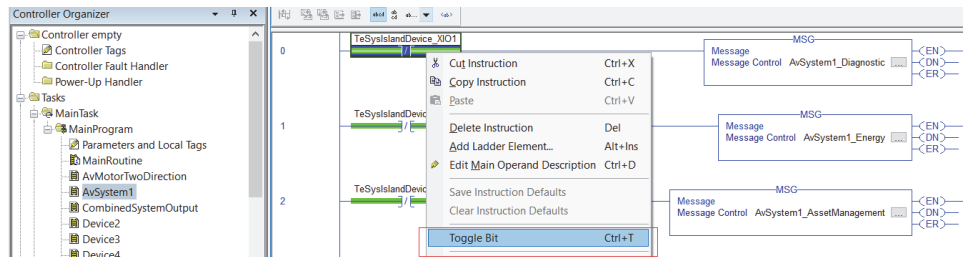 Controller Organizer
Controller empty
Controller Tags
Controller Fault Handler
Power-Up Handler
Tasks
MainTask
MainProgram
Parameters and Local Tags
MainRoutine
AvMotorTwoDirection
AvSystem1
CombinedSystemOutput
Device2
Device3
Device4
0
TeSysIslandDevice_XIO1
MSG
Message
Message Control AvSystem1_Diagnostic ...
EN
DN
ER
1
TeSysIslandDevic
MSG
Message
Message Control AvSystem1_Energy ...
EN
DN
ER
2
TeSysIslandDevic
MSG
Message
Message Control AvSystem1_AssetManagement ...
EN
DN
ER
Cut Instruction Ctrl+X
Copy Instruction Ctrl+C
Paste Ctrl+V
Delete Instruction Del
Add Ladder Element... Alt+Ins
Edit Main Operand Description Ctrl+D
Save Instruction Defaults
Clear Instruction Defaults
Toggle Bit Ctrl+T